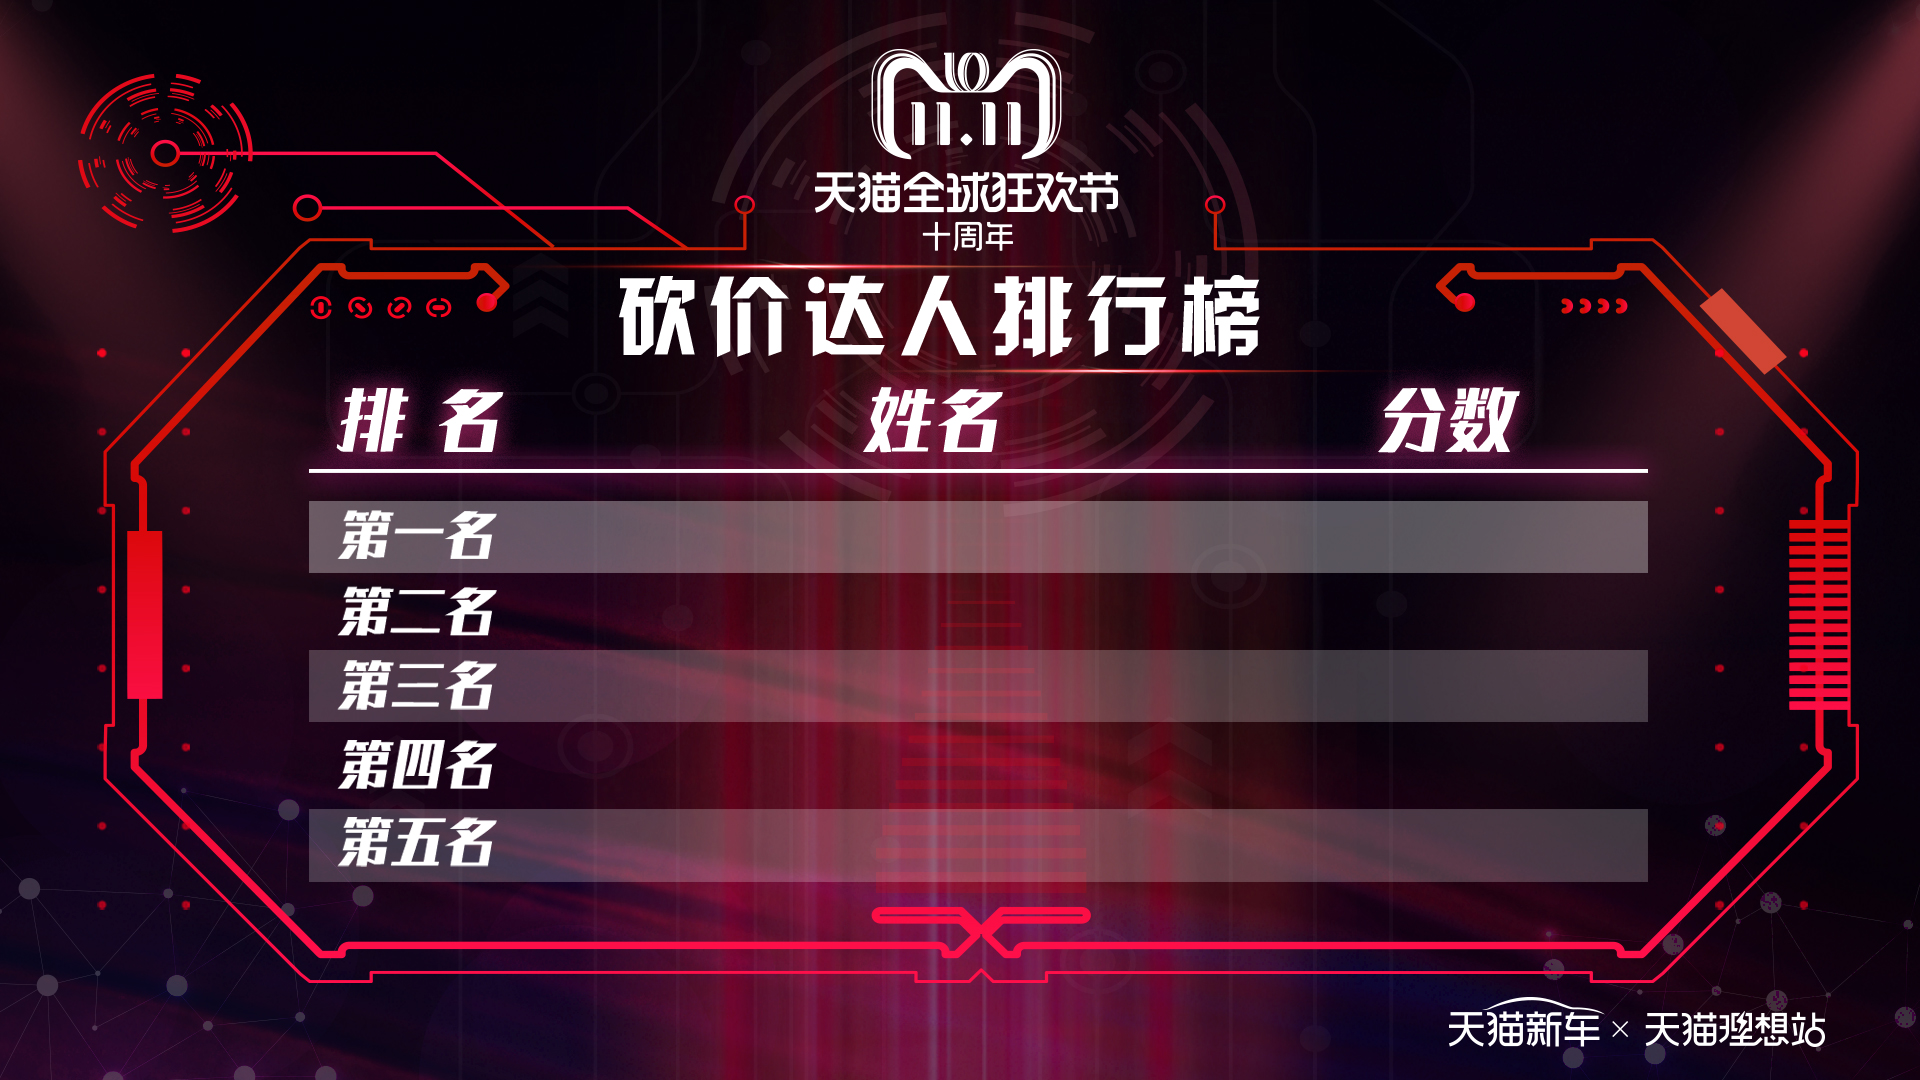 10
11.11
天猫全球狂欢节
十周年
砍价达人排行榜
排名 姓名 分数
第一名
第二名
第三名
第四名
第五名
天猫新车 × 天猫理想站